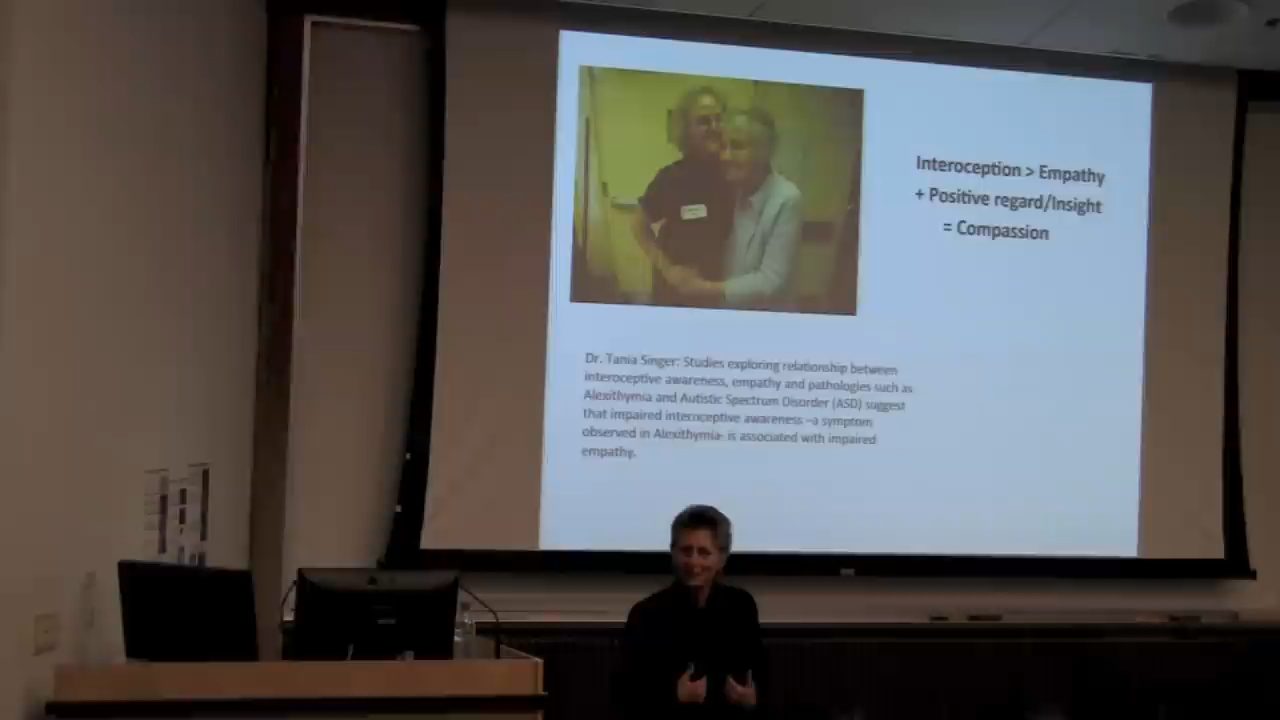 Interoception > Empathy
+ Positive regard/Insight
= Compassion
Dr. Tania Singer: Studies exploring relationship between
interoceptive awareness, empathy and pathologies such as
Alexithymia and Autistic Spectrum Disorder (ASD) suggest
that impaired interoceptive awareness –a symptom
observed in Alexithymia- is associated with impaired
empathy.